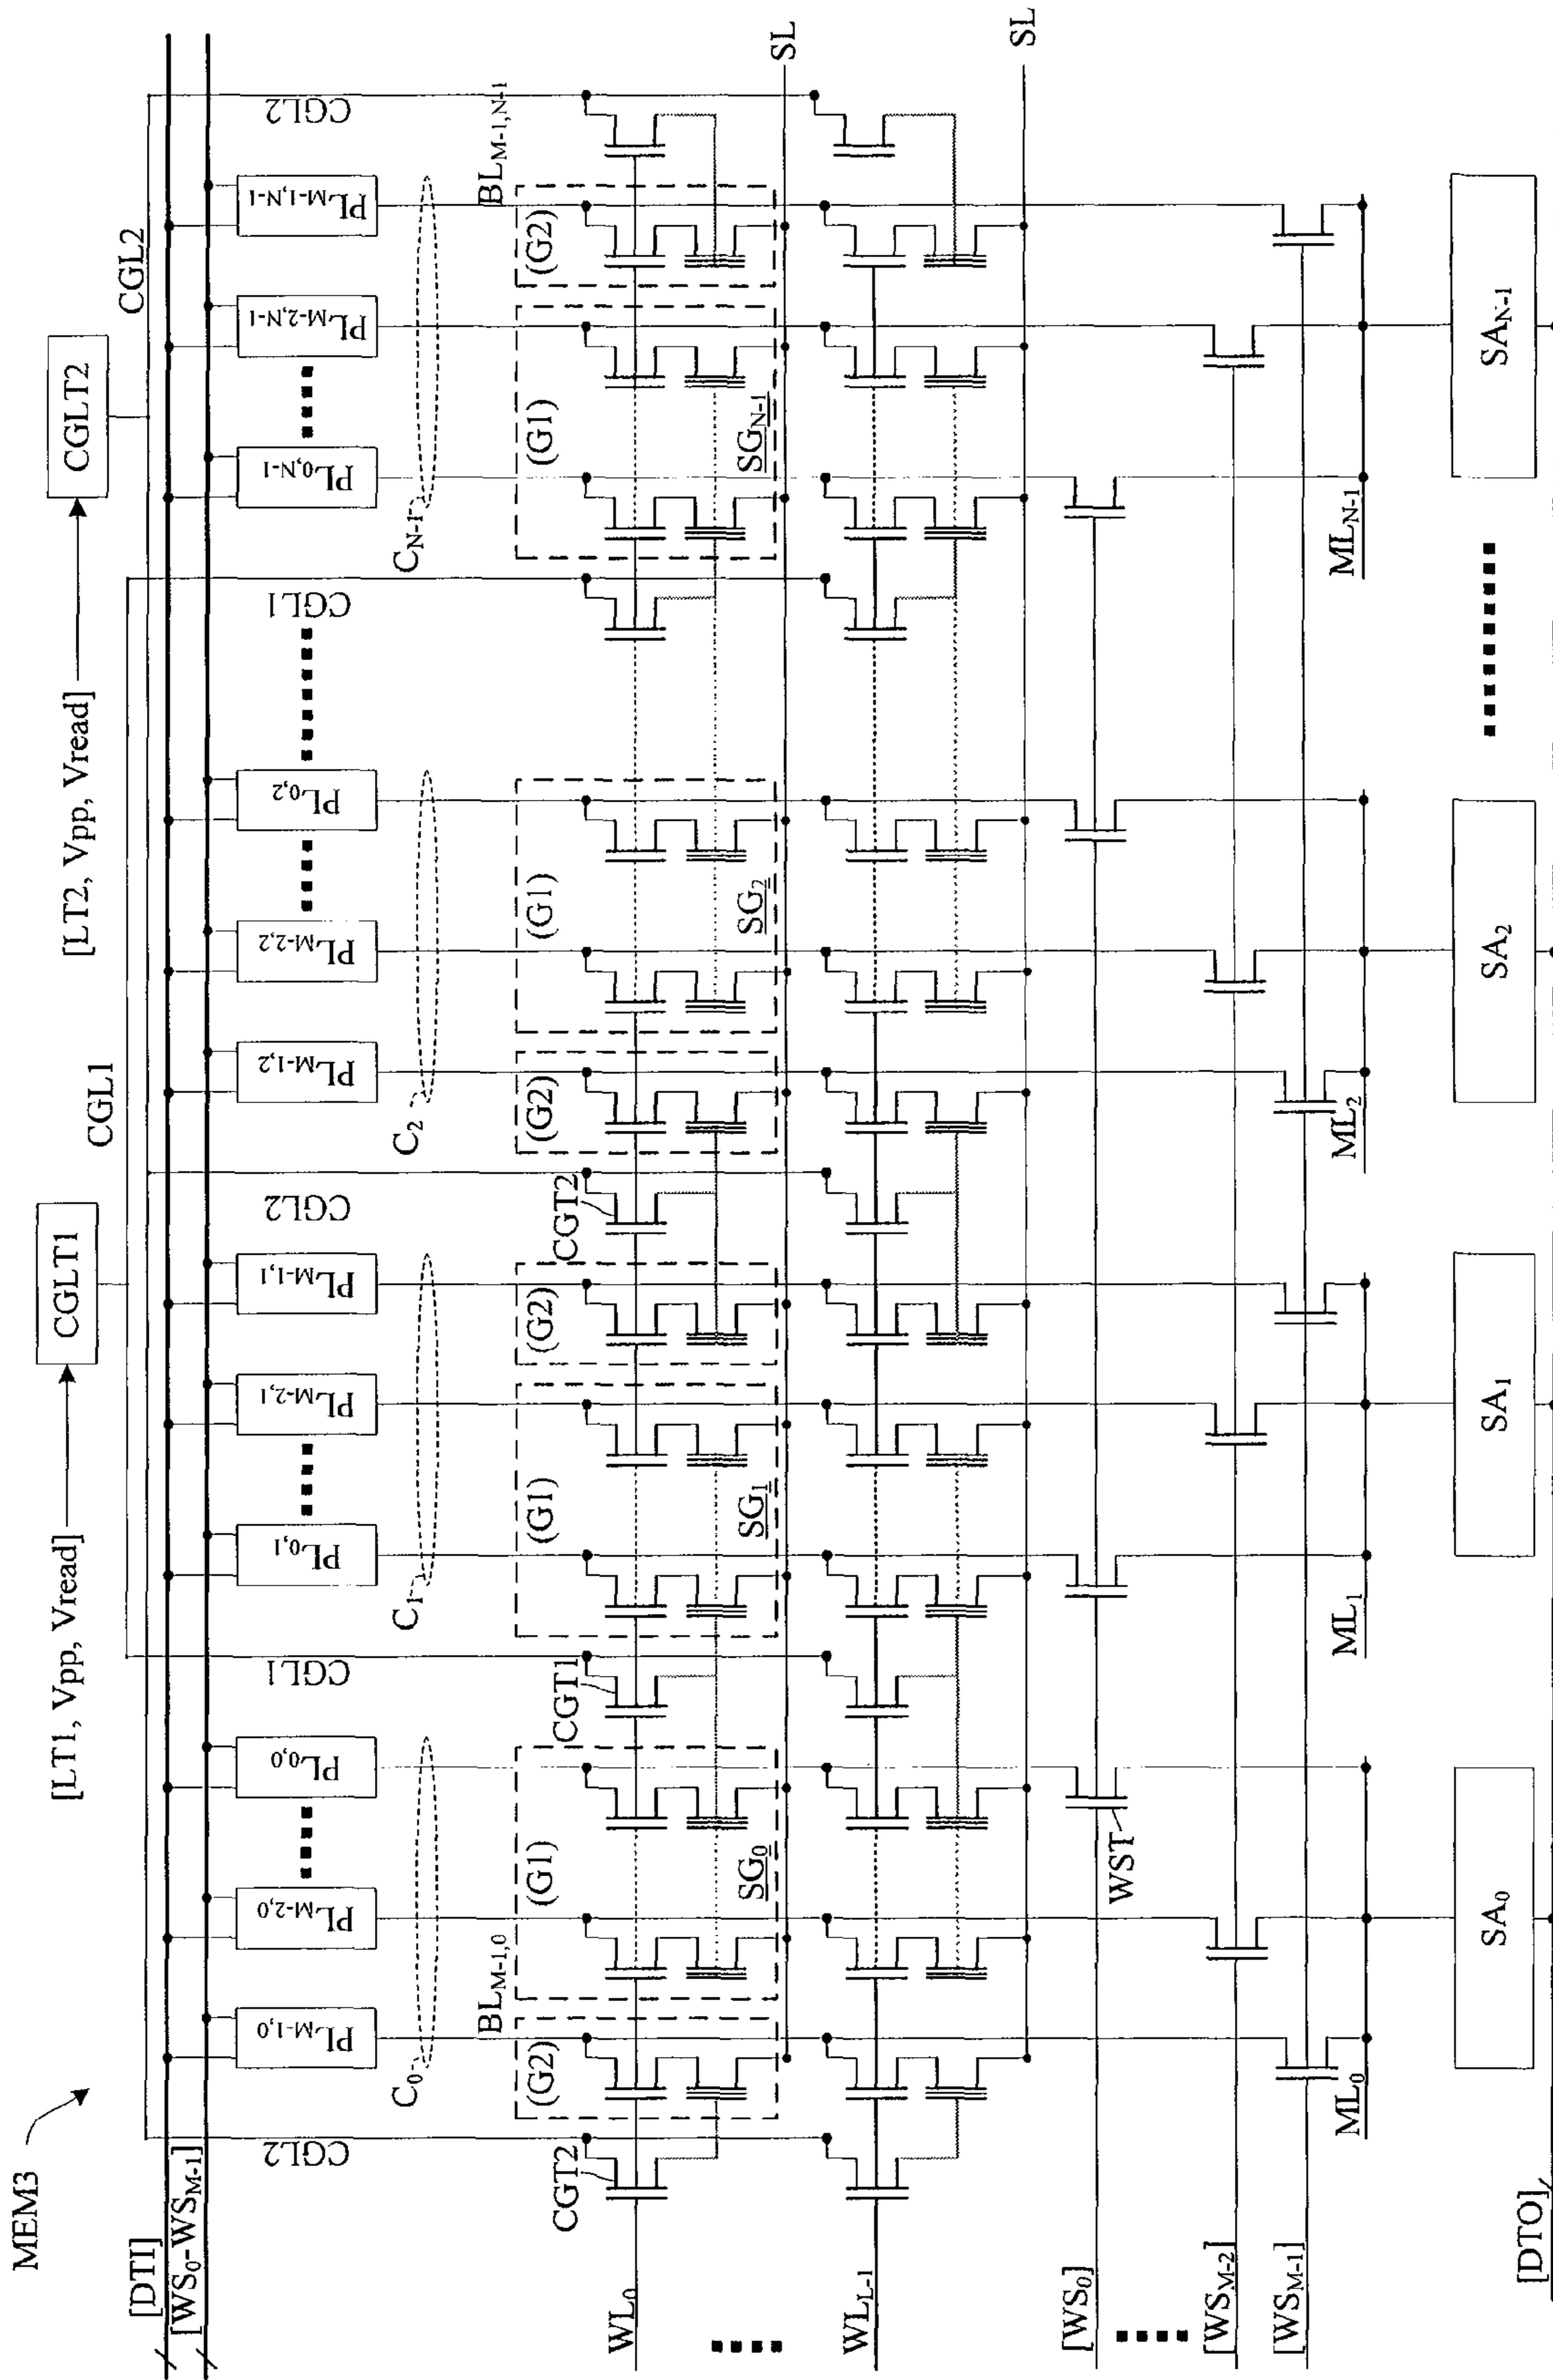 MEM3
[LT1, Vpp, Vread]
CGLT1
[LT2, Vpp, Vread]
CGLT2
CGL1
CGL2
[DTI]
[WS0-WSM-1]
CGL2
PLM-1,0
PLM-2,0
PL0,0
CGL1
PL0,1
PLM-2,1
PLM-1,1
CGL2
PLM-1,2
PLM-2,2
PL0,2
CGL1
PL0,N-1
PLM-2,N-1
PLM-1,N-1
CGL2
C0
C1
C2
CN-1
BLM-1,0
BLM-1,N-1
CGT2
(G2)
(G1)
CGT1
(G1)
(G2)
CGT2
(G2)
(G1)
(G1)
(G2)
WL0
SG0
SG1
SG2
SGN-1
SL
WLL-1
SL
[WS0]
WST
[WSM-2]
[WSM-1]
ML0
ML1
ML2
MLN-1
SA0
SA1
SA2
SAN-1
[DTO]